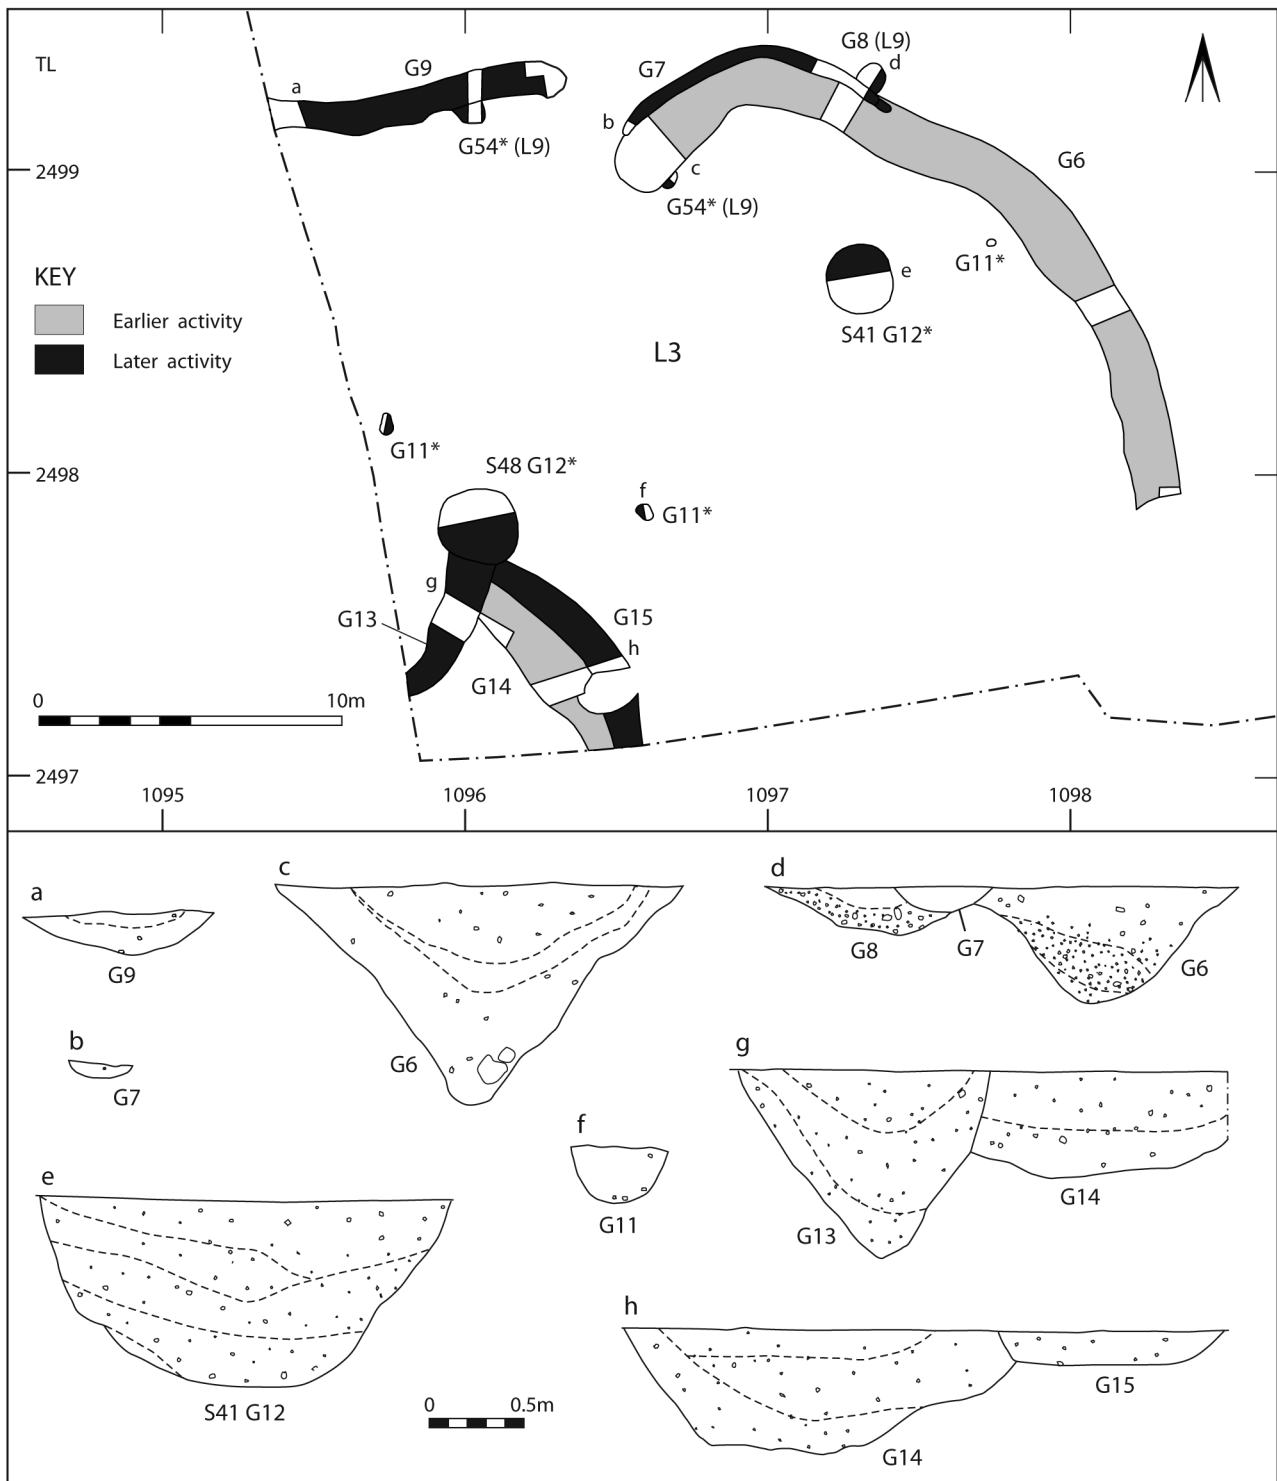 TL
a
G9
G54* (L9)
G7
G8 (L9)
d
b
c
G54* (L9)
G6
2499
G11*
e
S41 G12*
KEY
Earlier activity
Later activity
L3
G11*
2498
S48 G12*
f
G11*
g
G13
G15
h
G14
0 10m
2497
1095 1096 1097 1098
a
G9
c
G6
d
G8
G7
G6
b
G7
g
G13
G14
f
G11
e
S41 G12
0 0.5m
h
G15
G14